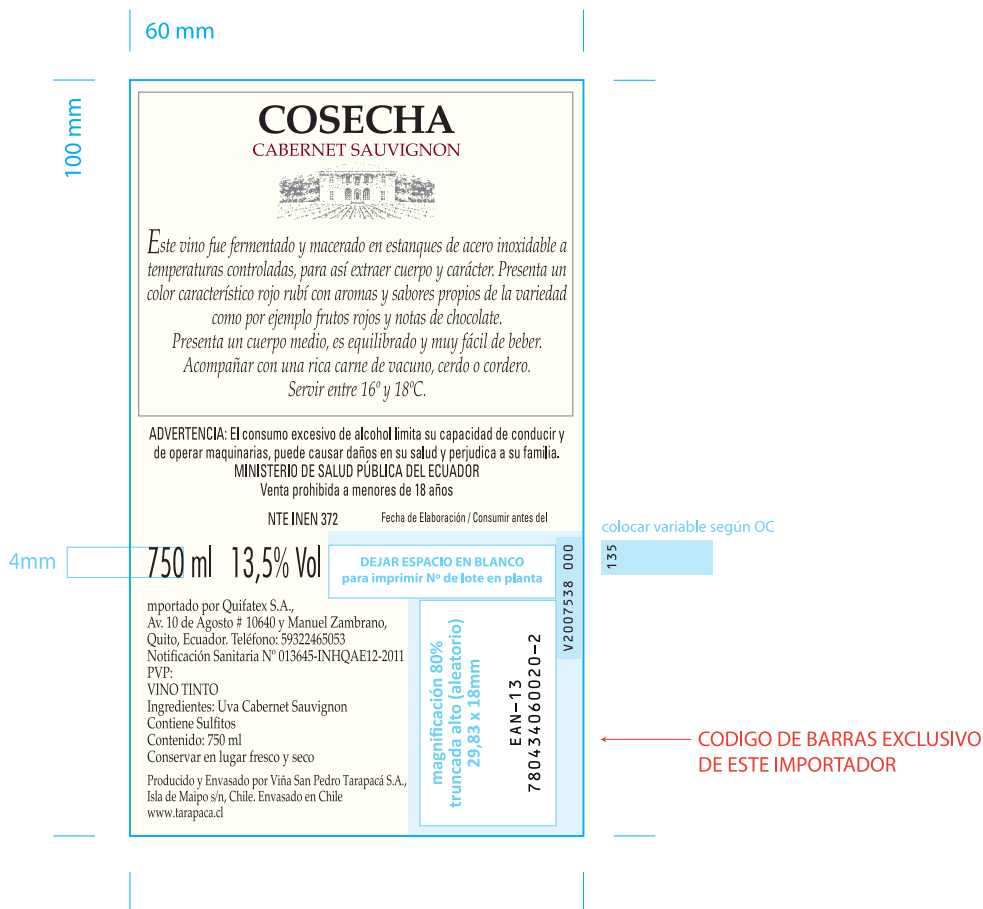 60 mm
100 mm
COSECHA
CABERNET SAUVIGNON
Este vino fue fermentado y macerado en estanques de acero inoxidable a
temperaturas controladas, para así extraer cuerpo y carácter. Presenta un
color característico rojo rubí con aromas y sabores propios de la variedad
como por ejemplo frutos rojos y notas de chocolate.
Presenta un cuerpo medio, es equilibrado y muy fácil de beber.
Acompañar con una rica carne de vacuno, cerdo o cordero.
Servir entre 16º y 18ºC.
ADVERTENCIA: El consumo excesivo de alcohol limita su capacidad de conducir y
de operar maquinarias, puede causar daños en su salud y perjudica a su familia.
MINISTERIO DE SALUD PÚBLICA DEL ECUADOR
Venta prohibida a menores de 18 años
NTE INEN 372
Fecha de Elaboración / Consumir antes del
colocar variable según OC
135
4mm
750 ml 13,5% Vol
DEJAR ESPACIO EN BLANCO
para imprimir Nº de lote en planta
V2007538 000
mportado por Quifatex S.A.,
Av. 10 de Agosto # 10640 y Manuel Zambrano,
Quito, Ecuador. Teléfono: 59322465053
Notificación Sanitaria Nº 013645-INHQAE12-2011
PVP:
VINO TINTO
Ingredientes: Uva Cabernet Sauvignon
Contiene Sulfitos
Contenido: 750 ml
Conservar en lugar fresco y seco
Producido y Envasado por Viña San Pedro Tarapacá S.A.,
Isla de Maipo s/n, Chile. Envasado en Chile
www.tarapaca.cl
magnificación 80%
truncada alto (aleatorio)
29,83 x 18mm
EAN-13
780434060020-2
CODIGO DE BARRAS EXCLUSIVO
DE ESTE IMPORTADOR